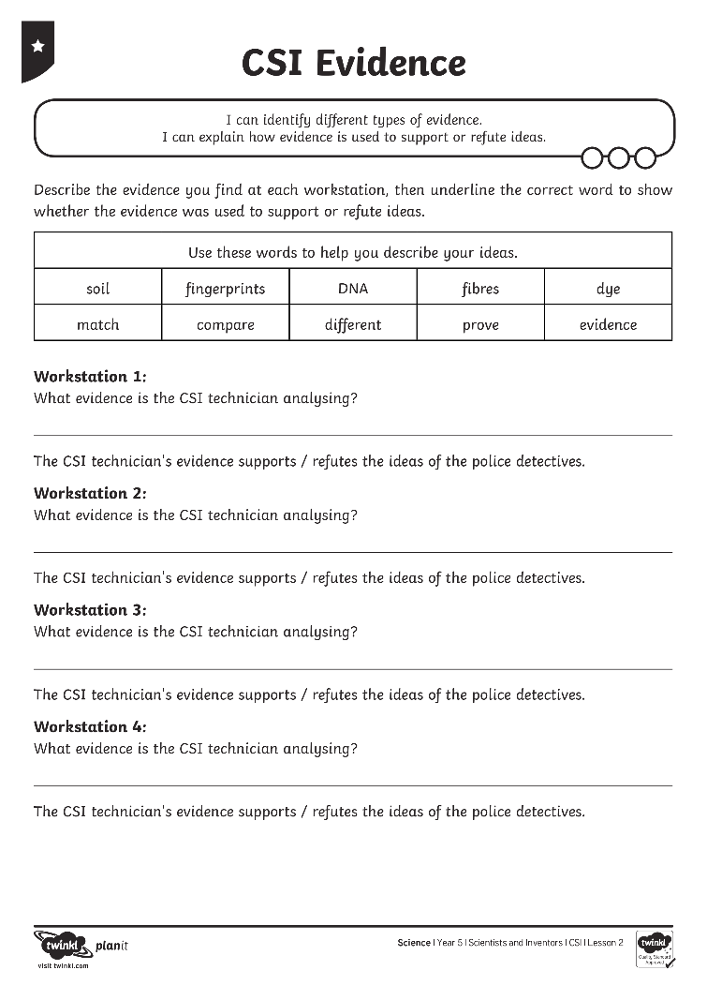 CSI Evidence
I can identify different types of evidence.
I can explain how evidence is used to support or refute ideas.
Describe the evidence you find at each workstation, then underline the correct word to show
whether the evidence was used to support or refute ideas.
Use these words to help you describe your ideas.
soil fingerprints DNA fibres dye
match compare different prove evidence
Workstation 1:
What evidence is the CSI technician analysing?
The CSI technician's evidence supports / refutes the ideas of the police detectives.
Workstation 2:
What evidence is the CSI technician analysing?
The CSI technician's evidence supports / refutes the ideas of the police detectives.
Workstation 3:
What evidence is the CSI technician analysing?
The CSI technician's evidence supports / refutes the ideas of the police detectives.
Workstation 4:
What evidence is the CSI technician analysing?
The CSI technician's evidence supports / refutes the ideas of the police detectives.
twinkl planit
visit twinkl.com
Science | Year 5 | Scientists and Inventors | CSI | Lesson 2
twinkl
Quality Standard
Approved